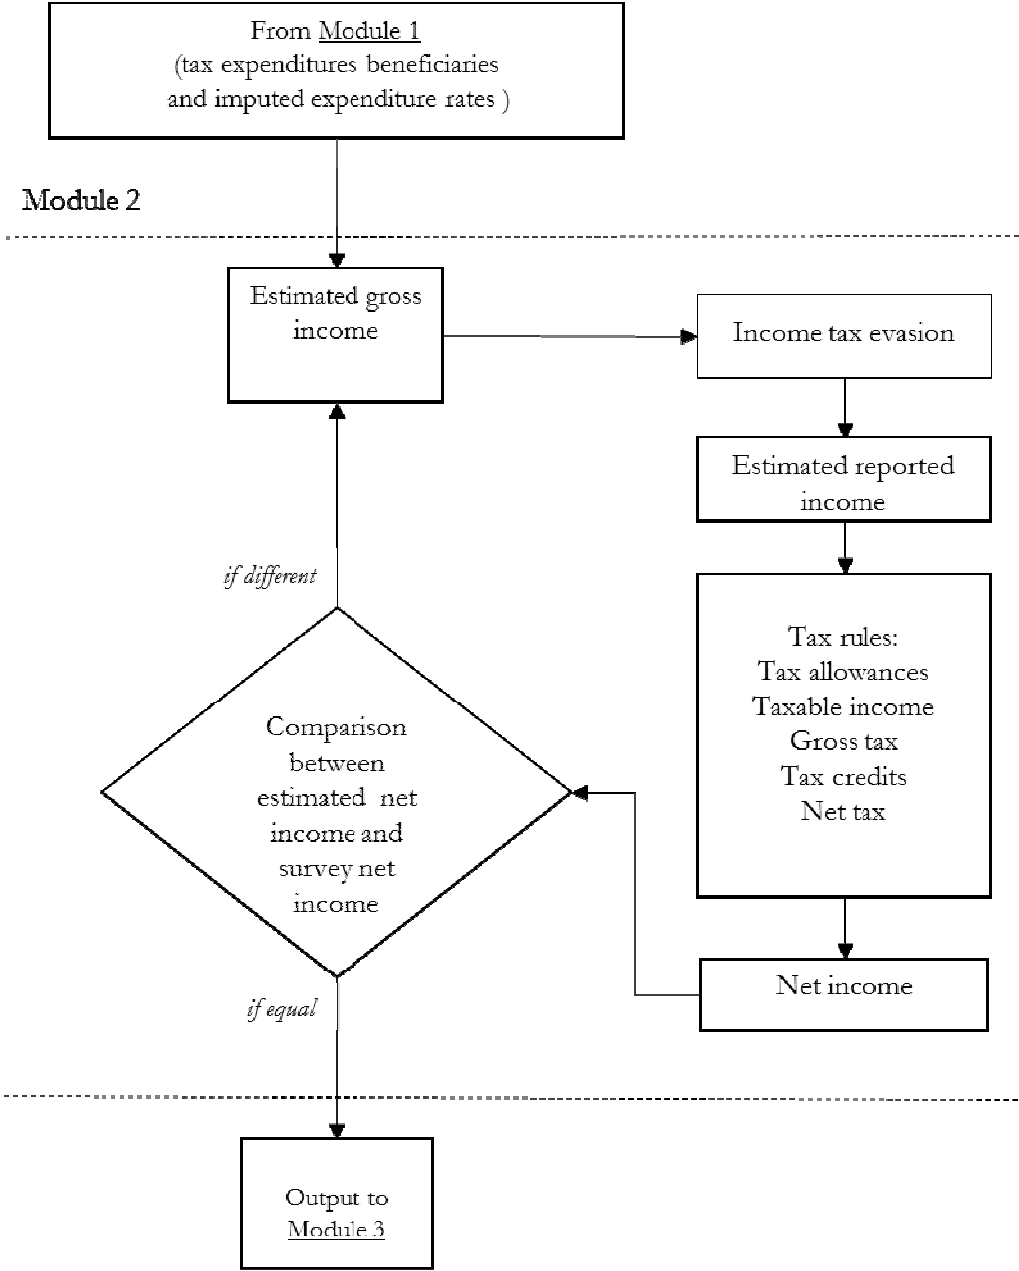 From Module 1
(tax expenditures beneficiaries
and imputed expenditure rates )
Module 2
Estimated gross
income
Income tax evasion
Estimated reported
income
Tax rules:
Tax allowances
Taxable income
Gross tax
Tax credits
Net tax
Net income
if different
Comparison
between
estimated net
income and
survey net
income
if equal
Output to
Module 3